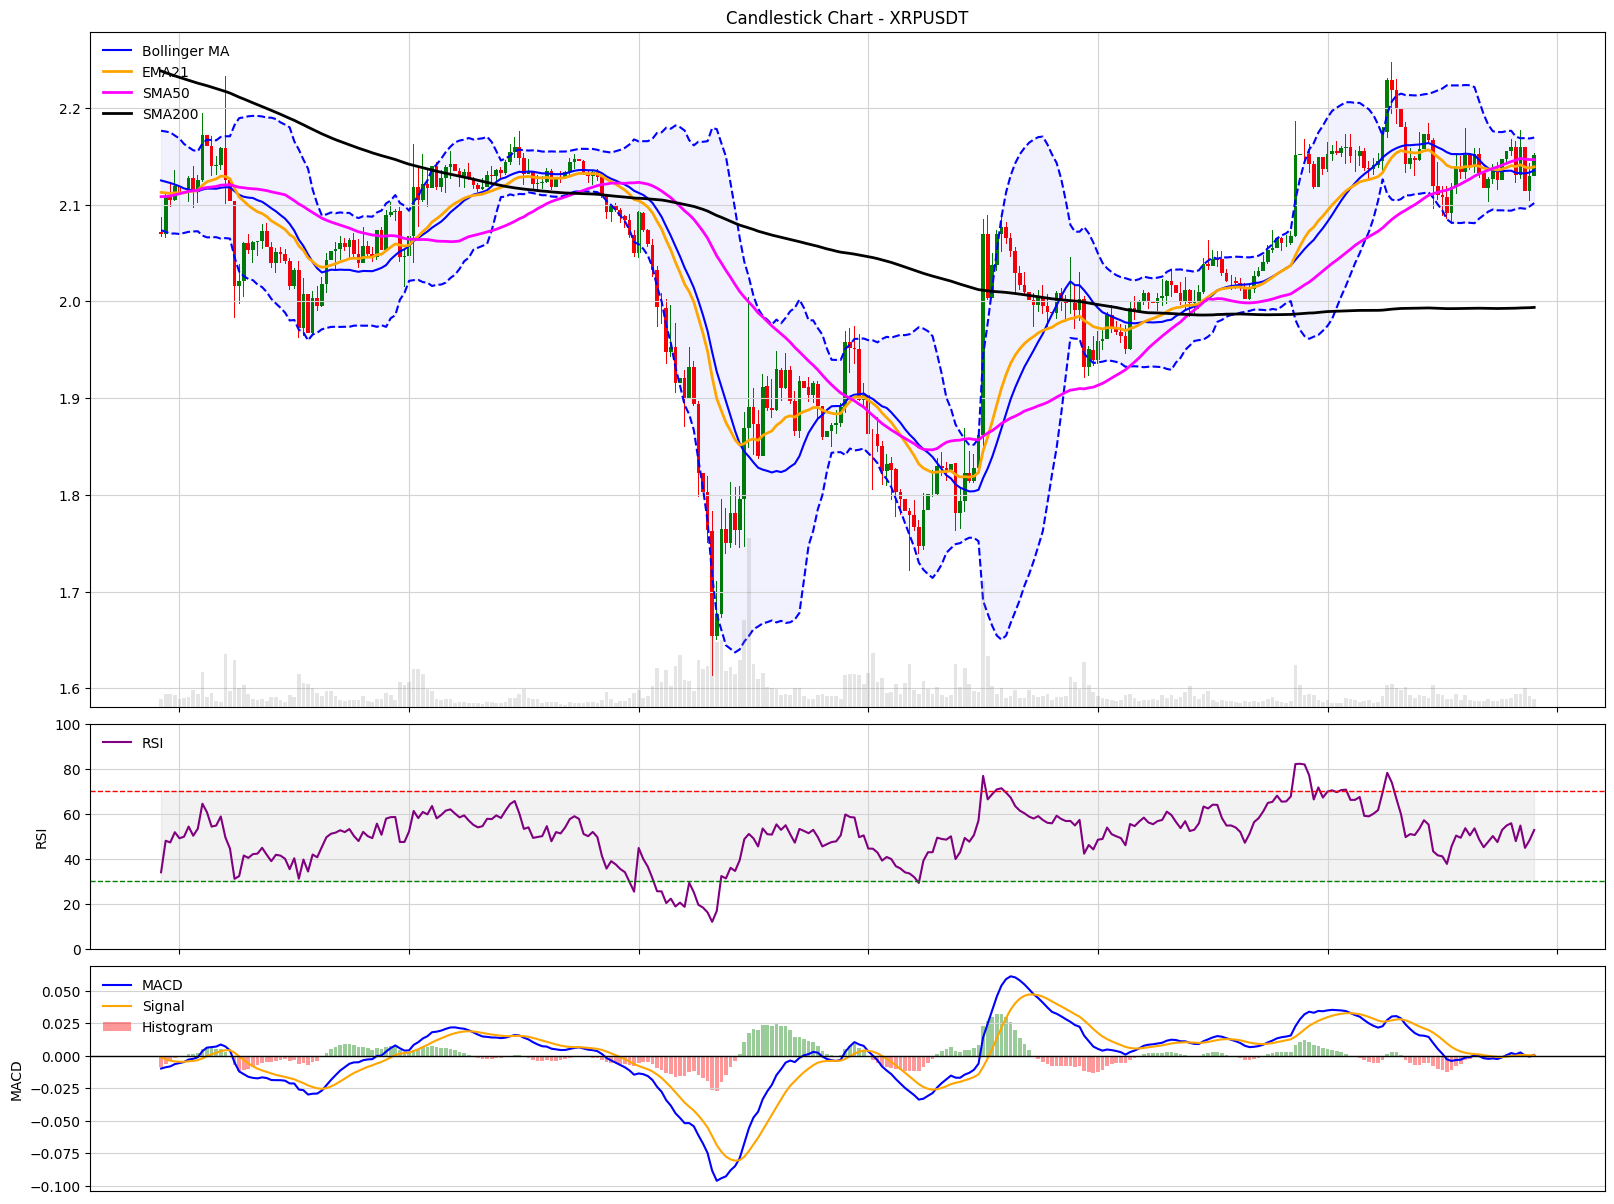 Candlestick Chart - XRPUSDT
Bollinger MA
EMA21
SMA50
SMA200
2.2
2.1
2.0
1.9
1.8
1.7
1.6
RSI
RSI
100
80
60
40
20
0
MACD
MACD
Signal
Histogram
0.050
0.025
0.000
−0.025
−0.050
−0.075
−0.100